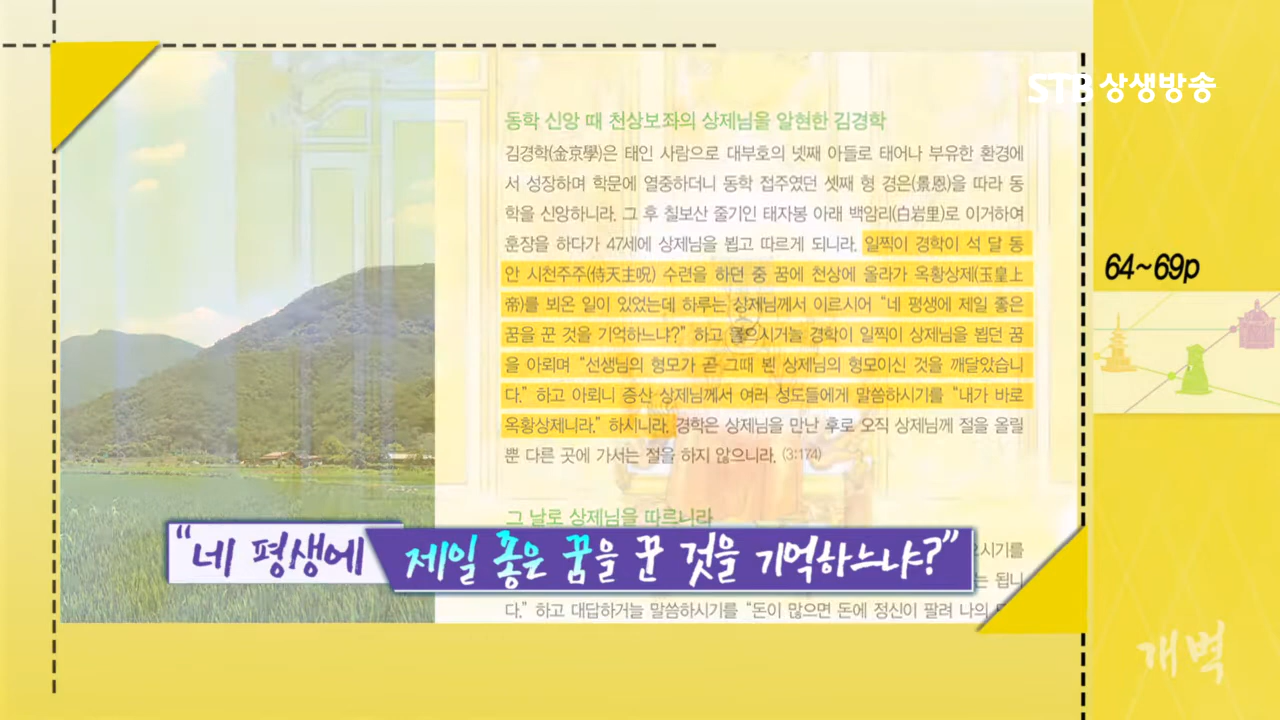 STB 상생방송
동학 신앙 때 천상보좌의 상제님을 알현한 김경학
김경학(金京學)은 태인 사람으로 대부호의 넷째 아들로 태어나 부유한 환경에
서 성장하며 학문에 열중하더니 동학 접주였던 셋째 형 경은(景恩)을 따라 동
학을 신앙하니라. 그 후 칠보산 줄기인 태자봉 아래 백암리(白岩里)로 이거하여
훈장을 하다가 47세에 상제님을 뵙고 따르게 되니라. 일찍이 경학이 석 달 동
안 시천주주(侍天主呪) 수련을 하던 중 꿈에 천상에 올라가 옥황상제(玉皇上
帝)를 뵈온 일이 있었는데 하루는 상제님께서 이르시어 “네 평생에 제일 좋은
꿈을 꾼 것을 기억하느냐?” 하고 물으시거늘 경학이 일찍이 상제님을 뵙던 꿈
을 아뢰며 “선생님의 형모가 곧 그때 뵌 상제님의 형모이신 것을 깨달았습니
다.” 하고 아뢰니 증산 상제님께서 여러 성도들에게 말씀하시기를 “내가 바로
옥황상제니라.” 하시니라. 경학은 상제님을 만난 후로 오직 상제님께 절을 올릴
뿐 다른 곳에 가서는 절을 하지 않으니라. (3:174)
그 날로 상제님을 따르니라
“네 평생에 제일 좋은 꿈을 꾼 것을 기억하느냐?”
으시기를
는 됩니
다.” 하고 대답하거늘 말씀하시기를 “돈이 많으면 돈에 정신이 팔려 나의
64~69p
개벽